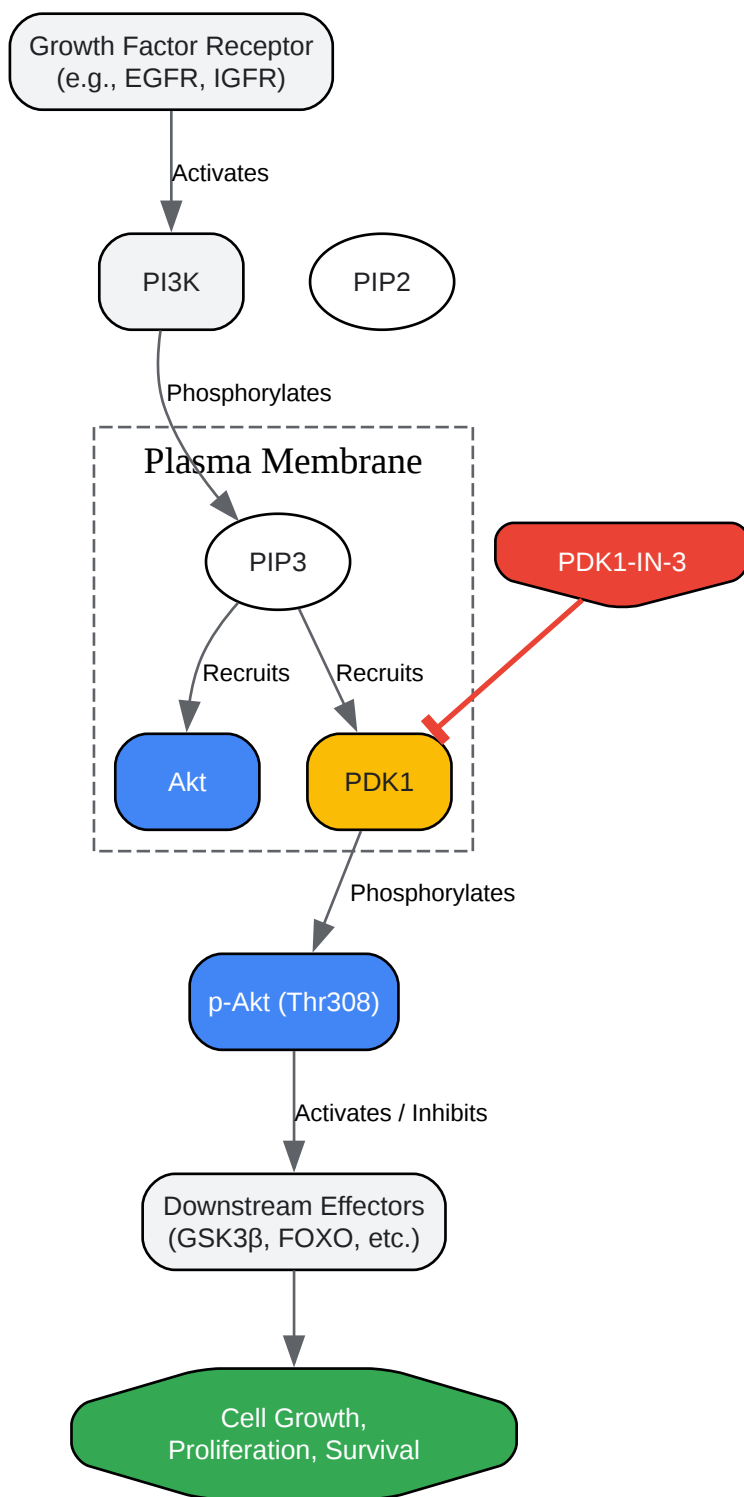 Growth Factor Receptor
(e.g., EGFR, IGFR)
Activates
PI3K
PIP2
Phosphorylates
Plasma Membrane
PIP3
PDK1-IN-3
Recruits
Recruits
Akt
PDK1
Phosphorylates
p-Akt (Thr308)
Activates / Inhibits
Downstream Effectors
(GSK3β, FOXO, etc.)
Cell Growth,
Proliferation, Survival